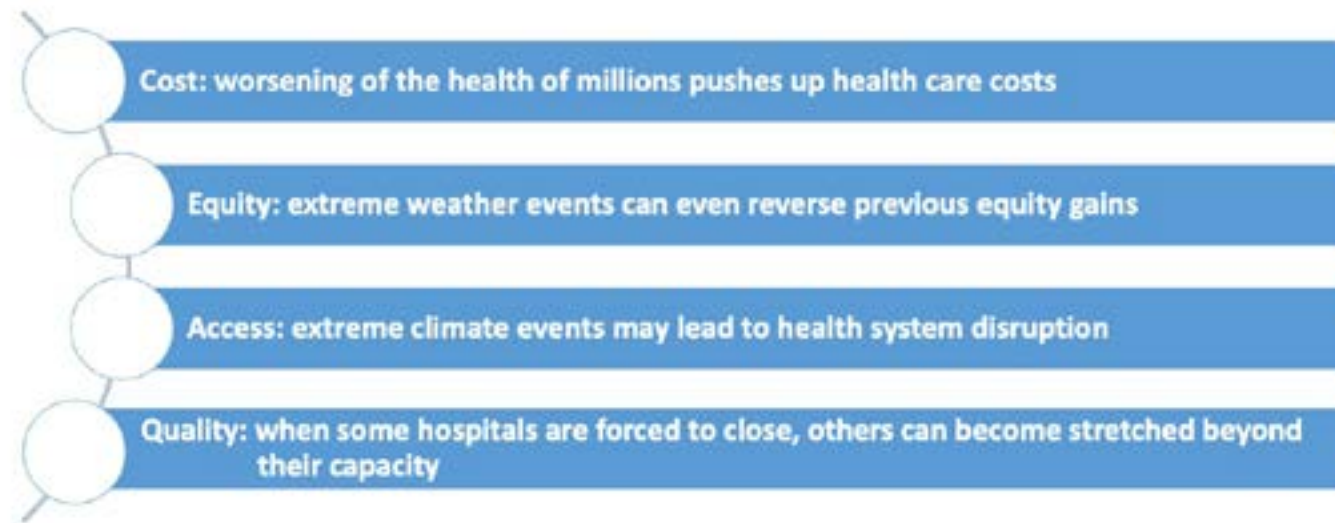 Cost: worsening of the health of millions pushes up health care costs
Equity: extreme weather events can even reverse previous equity gains
Access: extreme climate events may lead to health system disruption
Quality: when some hospitals are forced to close, others can become stretched beyond
their capacity